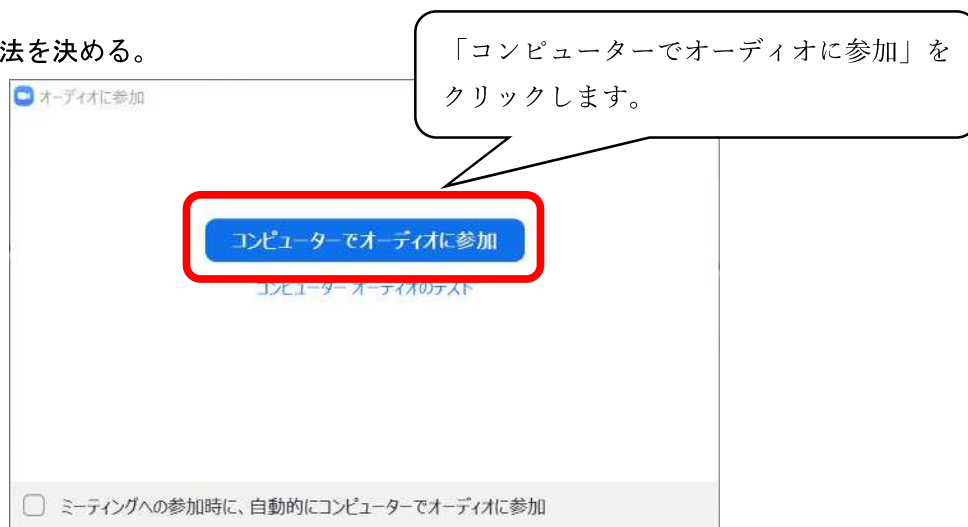 法を決める。
「コンピューターでオーディオに参加」を
クリックします。
オーディオに参加
コンピューターでオーディオに参加
コンピューター オーディオのテスト
ミーティングへの参加時に、自動的にコンピューターでオーディオに参加